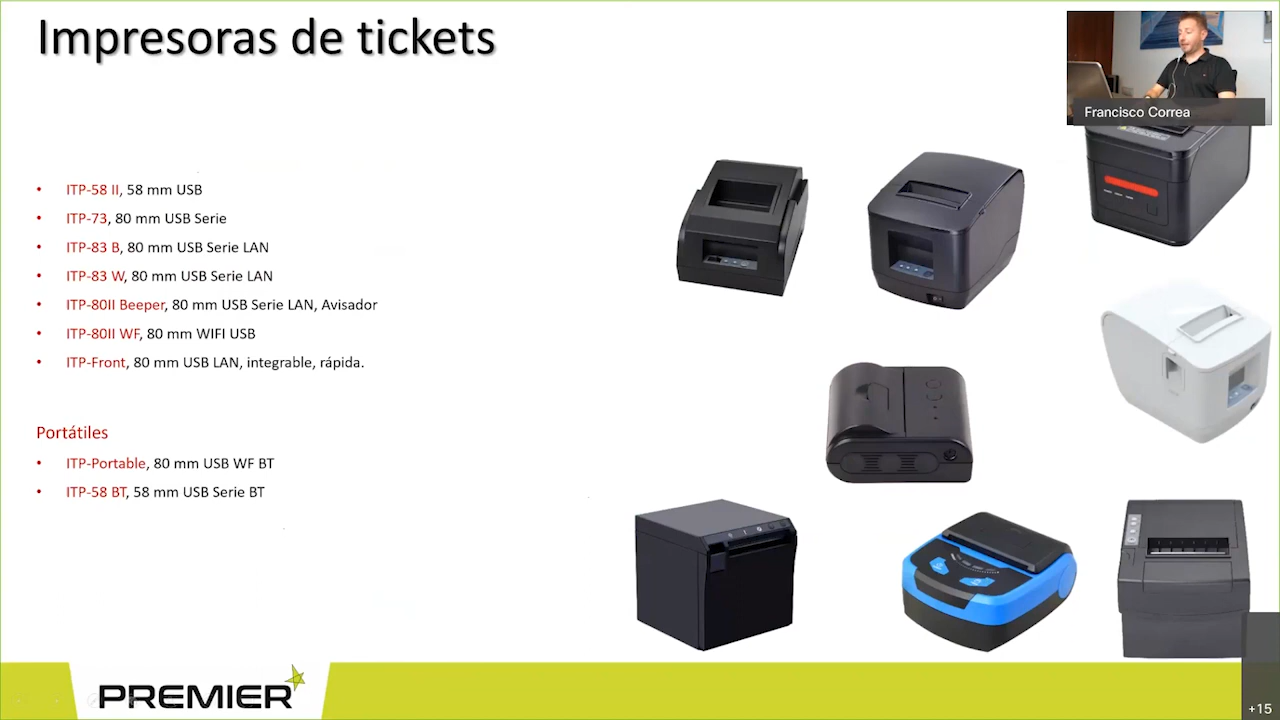 Impresoras de tickets
Francisco Correa
• ITP-58 II, 58 mm USB
• ITP-73, 80 mm USB Serie
• ITP-83 B, 80 mm USB Serie LAN
• ITP-83 W, 80 mm USB Serie LAN
• ITP-80II Beeper, 80 mm USB Serie LAN, Avisador
• ITP-80II WF, 80 mm WIFI USB
• ITP-Front, 80 mm USB LAN, integrable, rápida.
Portátiles
• ITP-Portable, 80 mm USB WF BT
• ITP-58 BT, 58 mm USB Serie BT
PREMIER
+15